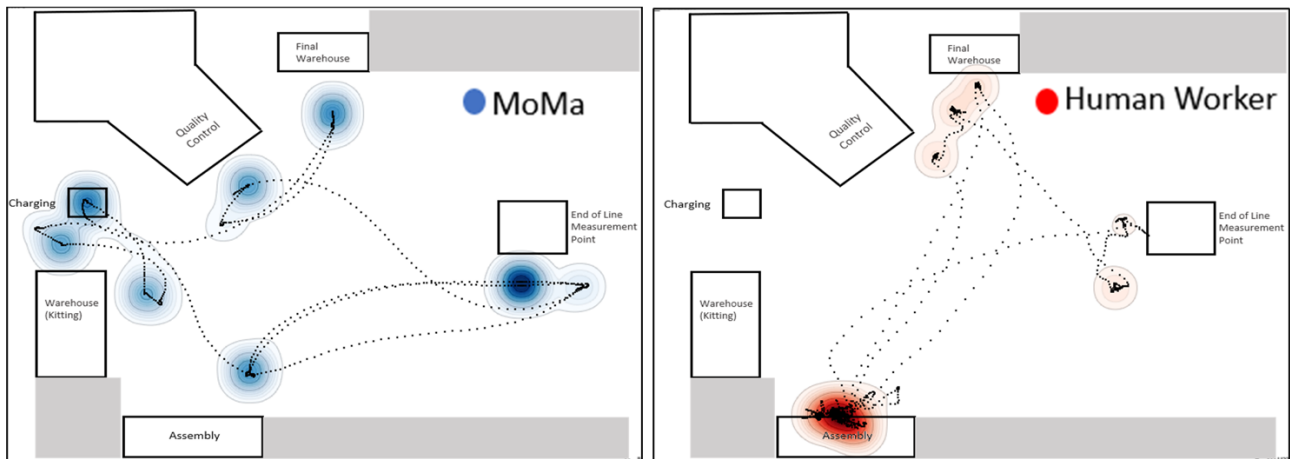 Final
Warehouse
MoMa
Quality
Control
Charging
End of Line
Measurement
Point
Warehouse
(Kitting)
Assembly
Final
Warehouse
Human Worker
Quality
Control
Charging
End of Line
Measurement
Point
Warehouse
(Kitting)
Assembly